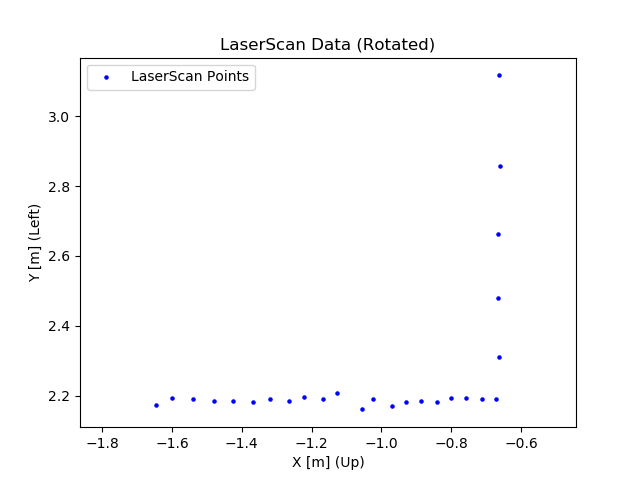 LaserScan Data (Rotated)
LaserScan Points
3.0
2.8
2.6
2.4
2.2
Y [m] (Left)
−1.8 −1.6 −1.4 −1.2 −1.0 −0.8 −0.6
X [m] (Up)